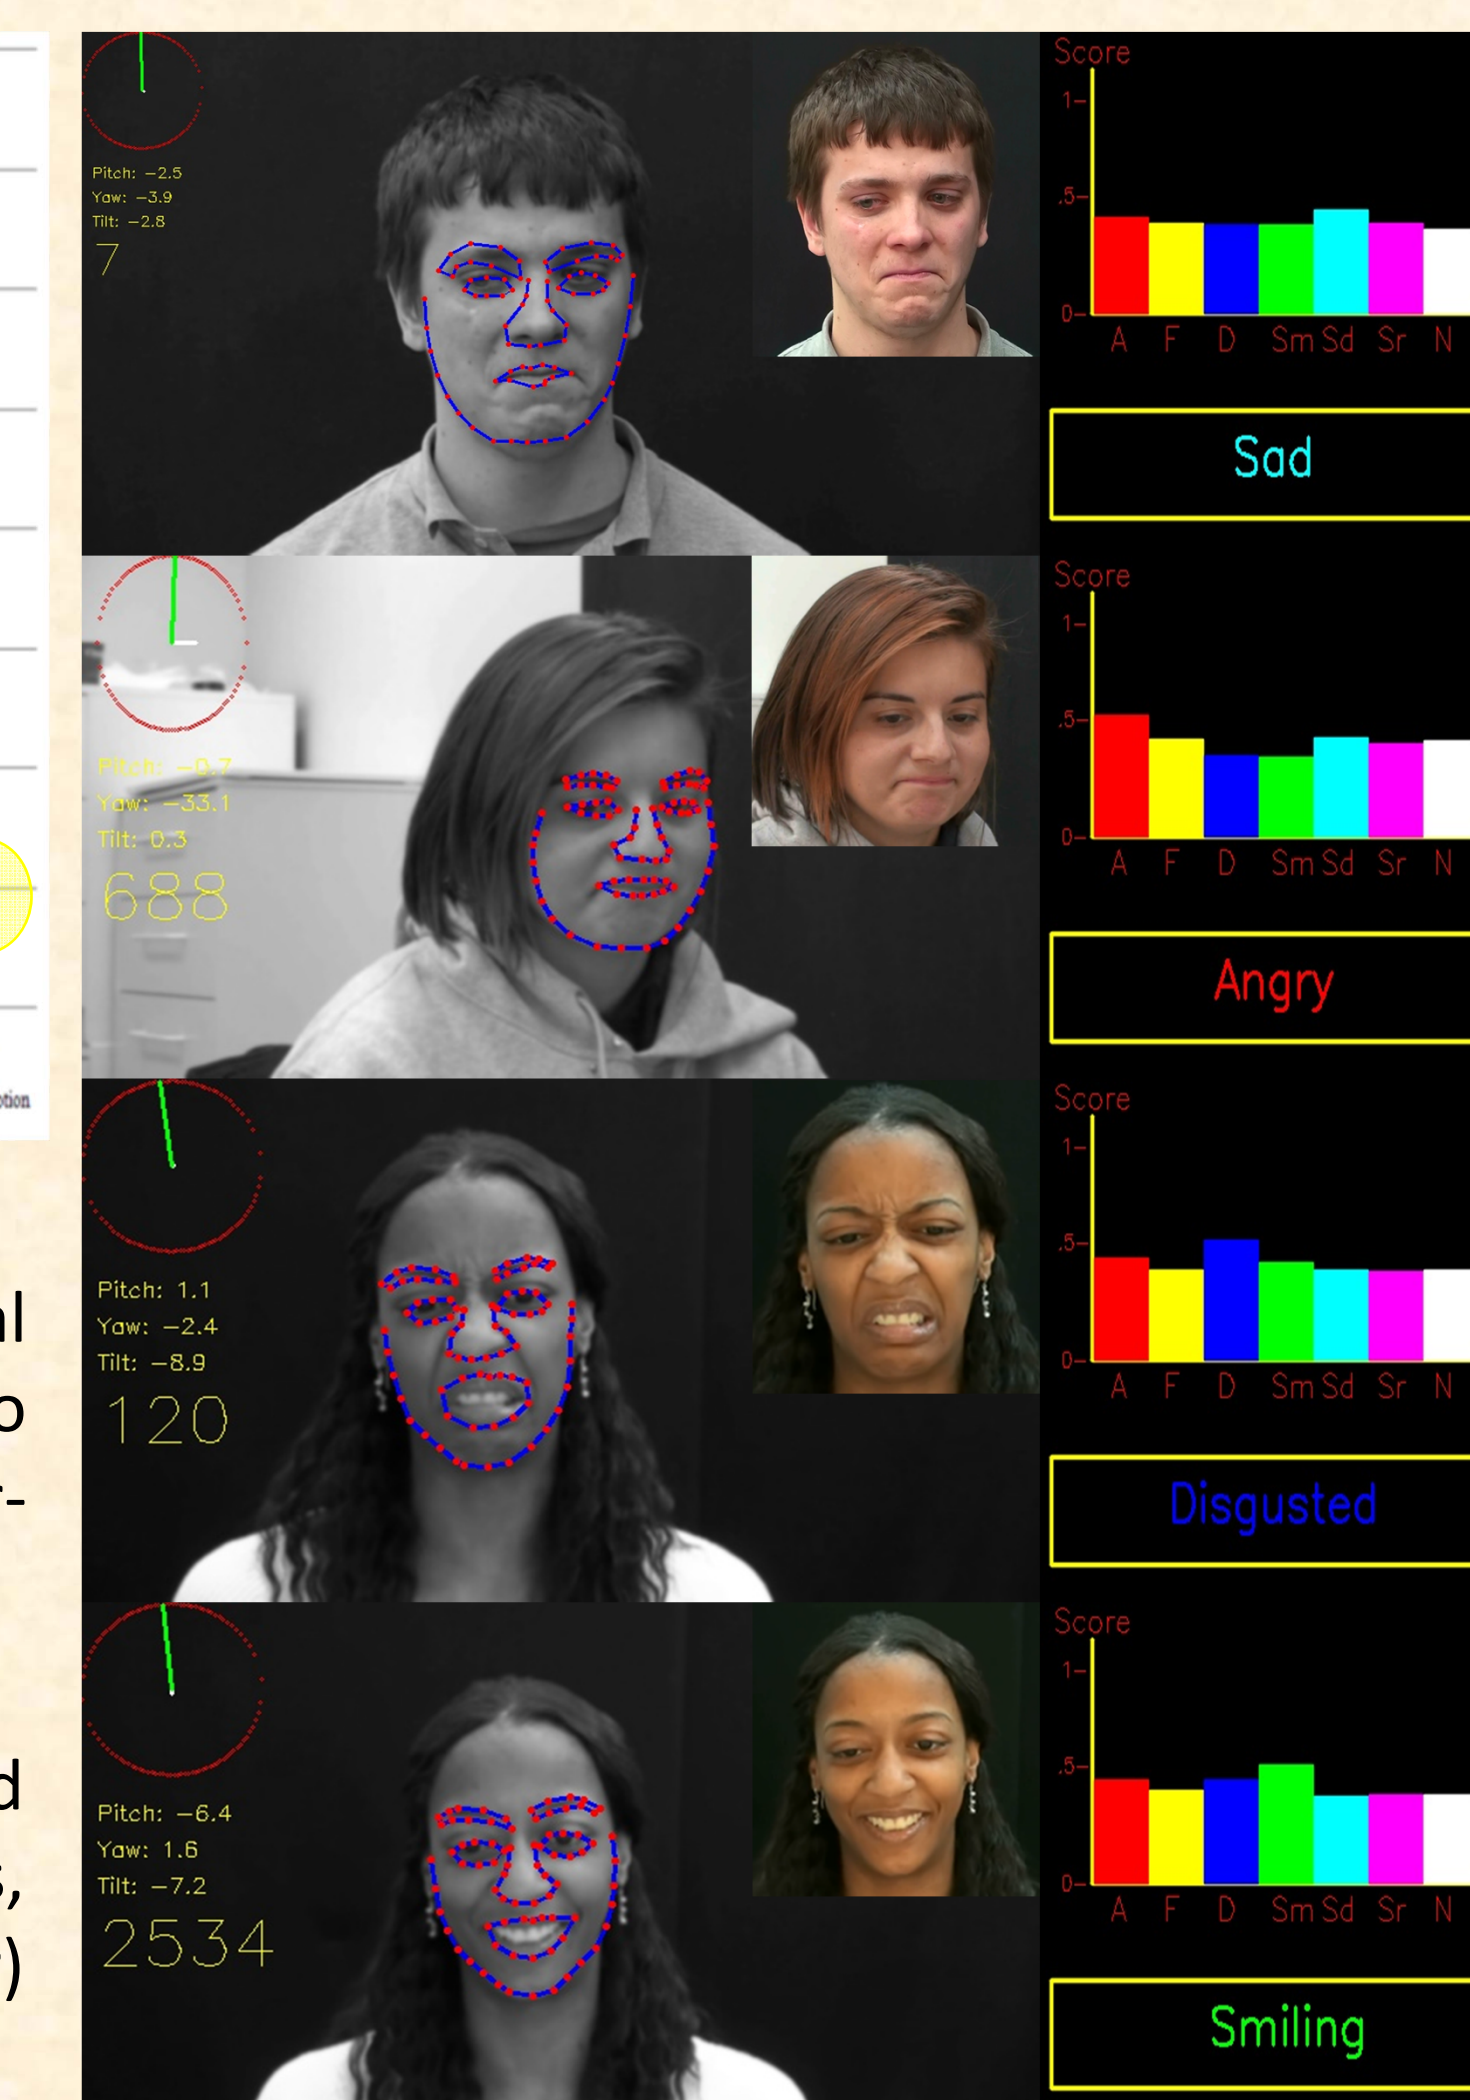 otion
al
o
r-
d
s,
r)
Pitch: -2.5
Yaw: -3.9
Tilt: -2.8
7
Score
1-
.5-
0-
A F D Sm Sd Sr N
Sad
Pitch: -0.7
Yaw: -33.1
Tilt: 0.3
688
Score
1-
.5-
0-
A F D Sm Sd Sr N
Angry
Pitch: 1.1
Yaw: -2.4
Tilt: -8.9
120
Score
1-
.5-
0-
A F D Sm Sd Sr N
Disgusted
Pitch: -6.4
Yaw: 1.6
Tilt: -7.2
2534
Score
1-
.5-
0-
A F D Sm Sd Sr N
Smiling